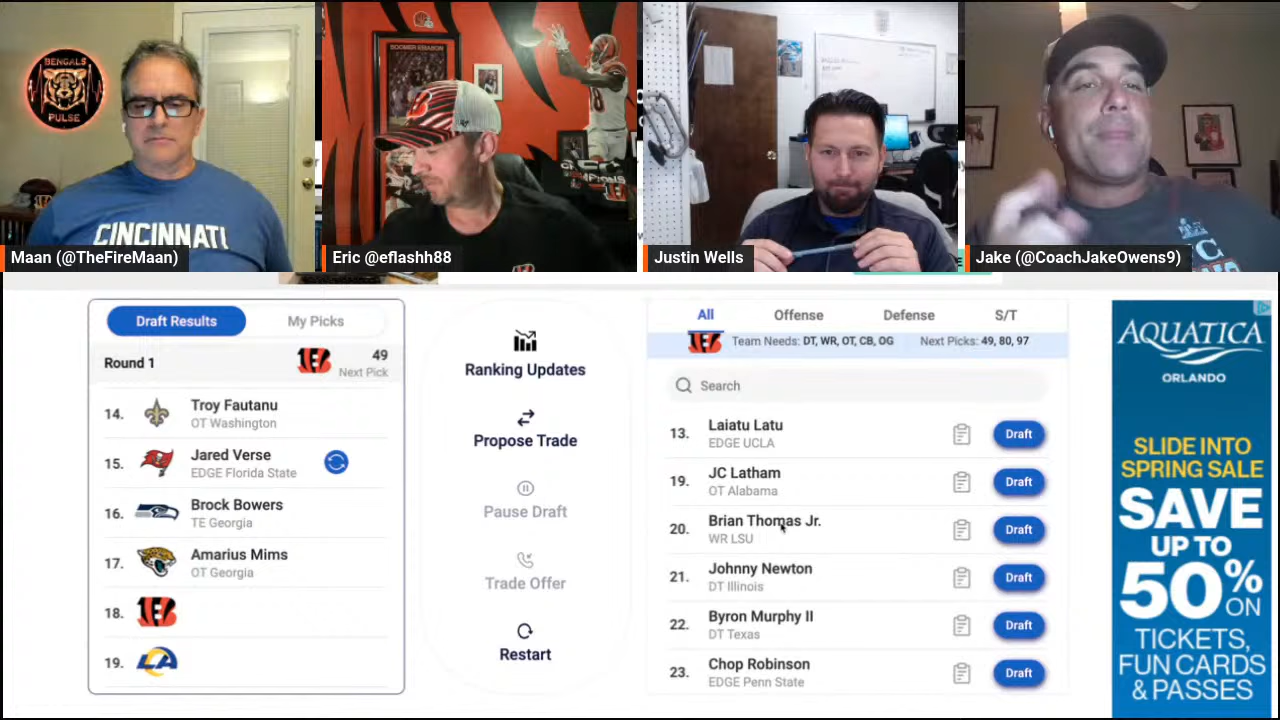 BENGALS
PULSE
CINCINNATI
Maan (@TheFireMaan)
BOOMER ESIASON
Eric @eflashh88
Justin Wells
Jake (@CoachJakeOwens9)
Draft Results
My Picks
Round 1
49
Next Pick
14.
Troy Fautanu
OT Washington
15.
Jared Verse
EDGE Florida State
16.
Brock Bowers
TE Georgia
17.
Amarius Mims
OT Georgia
18.
19.
Ranking Updates
Propose Trade
Pause Draft
Trade Offer
Restart
All
Offense
Defense
S/T
Team Needs: DT, WR, OT, CB, OG
Next Picks: 49, 80, 97
Search
13.
Laiatu Latu
EDGE UCLA
Draft
19.
JC Latham
OT Alabama
Draft
20.
Brian Thomas Jr.
WR LSU
Draft
21.
Johnny Newton
DT Illinois
Draft
22.
Byron Murphy II
DT Texas
Draft
23.
Chop Robinson
EDGE Penn State
Draft
AQUATICA
ORLANDO
SLIDE INTO
SPRING SALE
SAVE
UP TO
50%
ON
TICKETS,
FUN CARDS
& PASSES